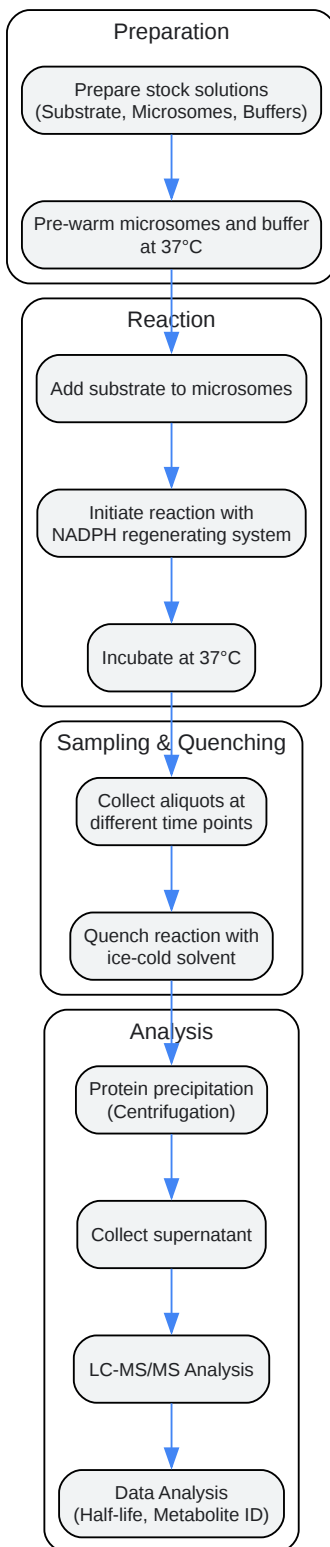 Preparation
Prepare stock solutions
(Substrate, Microsomes, Buffers)
Pre-warm microsomes and buffer
at 37°C
Reaction
Add substrate to microsomes
Initiate reaction with
NADPH regenerating system
Incubate at 37°C
Sampling & Quenching
Collect aliquots at
different time points
Quench reaction with
ice-cold solvent
Analysis
Protein precipitation
(Centrifugation)
Collect supernatant
LC-MS/MS Analysis
Data Analysis
(Half-life, Metabolite ID)